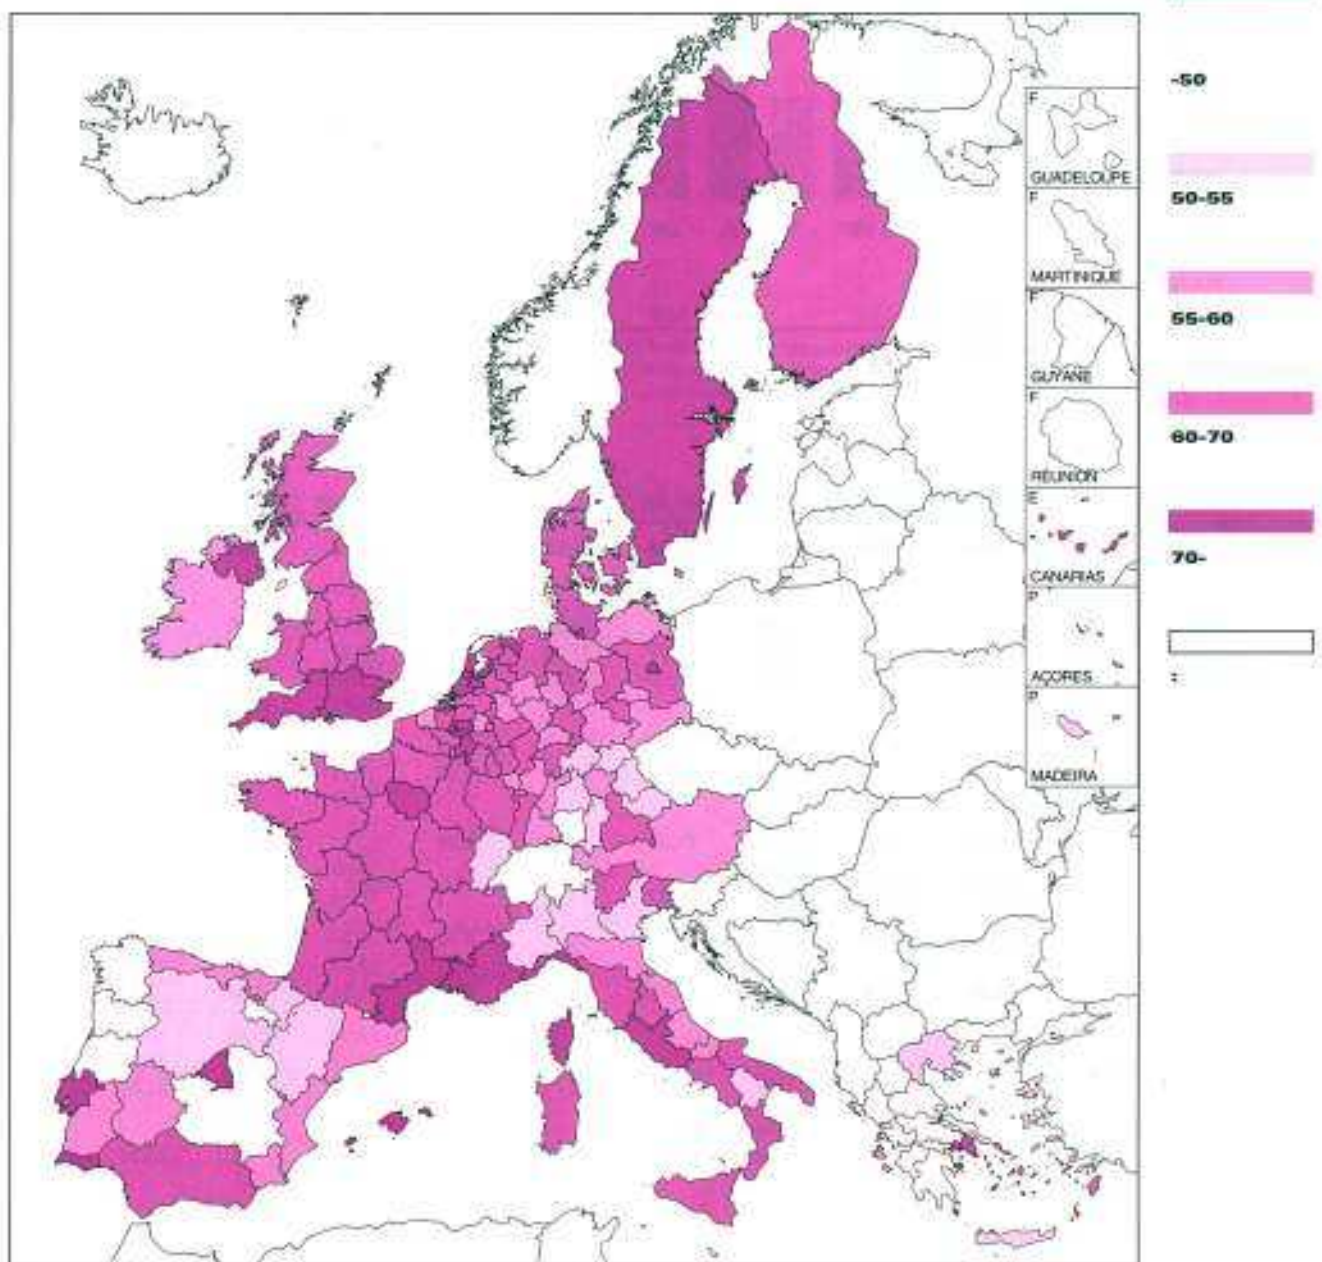 F
GUADELOUPE
F
MARTINIQUE
F
GUYANE
F
REUNION
E
CANARIAS
P
AÇORES
P
MADEIRA
-50
50-55
55-60
60-70
70-
: